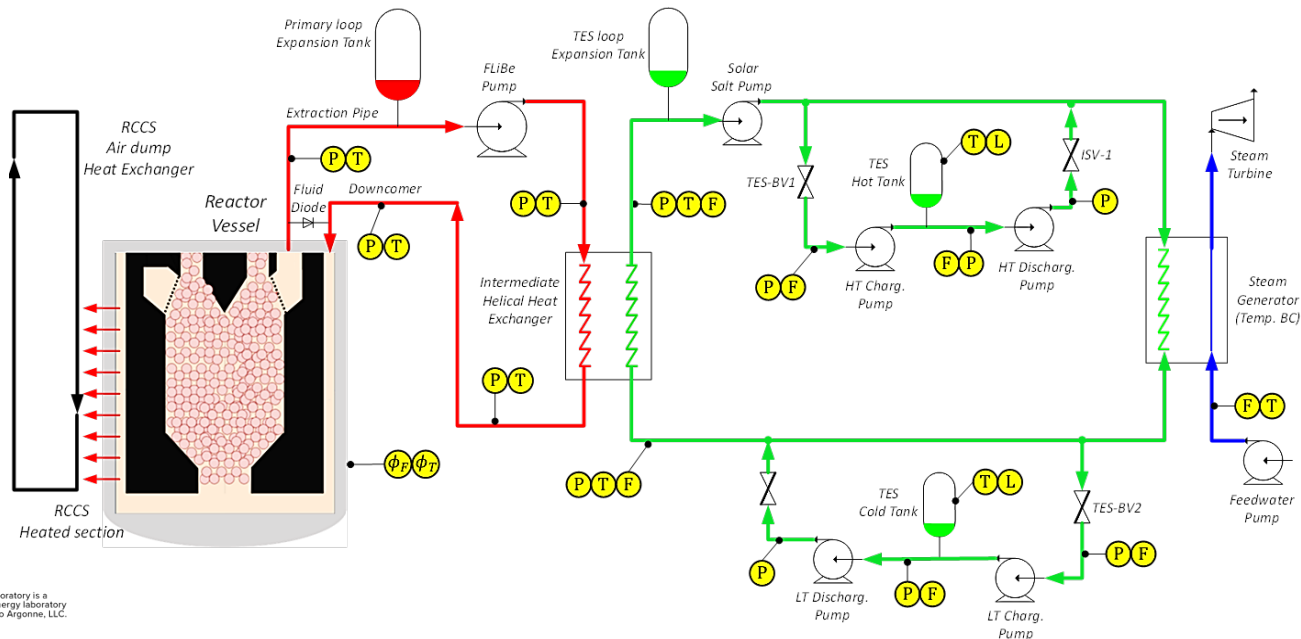 Primary loop
Expansion Tank
TES loop
Expansion Tank
FLiBe
Pump
Solar
Salt Pump
Extraction Pipe
RCCS
Air dump
Heat Exchanger
P T
Fluid
Diode
Downcomer
Reactor
Vessel
P T
P T
P T F
TES-BV1
TES
Hot Tank
T L
ISV-1
P
Steam
Turbine
P F
HT Charg.
Pump
F P
HT Discharg.
Pump
Intermediate
Helical Heat
Exchanger
Steam
Generator
(Temp. BC)
P T
F T
ϕF ϕT
P T F
TES
Cold Tank
T L
TES-BV2
Feedwater
Pump
RCCS
Heated section
P
P F
P F
LT Discharg.
Pump
LT Charg.
Pump
oratory is a
ergy laboratory
o Argonne, LLC.